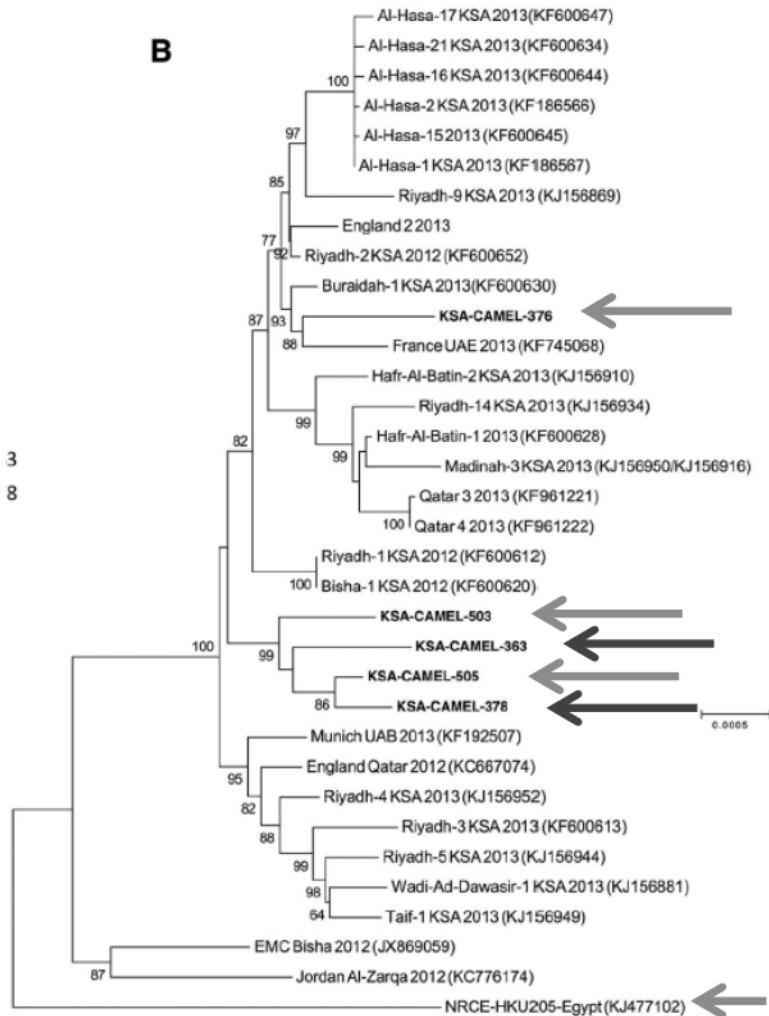 B
Al-Hasa-17 KSA 2013(KF600647)
Al-Hasa-21 KSA 2013 (KF600634)
Al-Hasa-16 KSA 2013 (KF600644)
100
Al-Hasa-2 KSA 2013 (KF186566)
97
Al-Hasa-15 2013 (KF600645)
Al-Hasa-1 KSA 2013 (KF186567)
85
Riyadh-9 KSA 2013 (KJ156869)
England 2 2013
77
92
Riyadh-2 KSA 2012 (KF600652)
Buraidah-1 KSA 2013(KF600630)
87
93
KSA-CAMEL-376
88
France UAE 2013 (KF745068)
Hafr-Al-Batin-2 KSA 2013 (KJ156910)
Riyadh-14 KSA 2013 (KJ156934)
99
82
Hafr-Al-Batin-1 2013 (KF600628)
3
99
Madinah-3 KSA 2013 (KJ156950/KJ156916)
8
Qatar 3 2013 (KF961221)
100
Qatar 4 2013 (KF961222)
Riyadh-1 KSA 2012 (KF600612)
100
Bisha-1 KSA 2012 (KF600620)
KSA-CAMEL-503
100
99
KSA-CAMEL-363
KSA-CAMEL-505
86
KSA-CAMEL-378
0.0005
Munich UAB 2013 (KF192507)
95
England Qatar 2012 (KC667074)
82
Riyadh-4 KSA 2013 (KJ156952)
88
Riyadh-3 KSA 2013 (KF600613)
99
Riyadh-5 KSA 2013 (KJ156944)
98
Wadi-Ad-Dawasir-1 KSA 2013 (KJ156881)
64
Taif-1 KSA 2013 (KJ156949)
EMC Bisha 2012 (JX869059)
87
Jordan Al-Zarqa 2012 (KC776174)
NRCE-HKU205-Egypt (KJ477102)